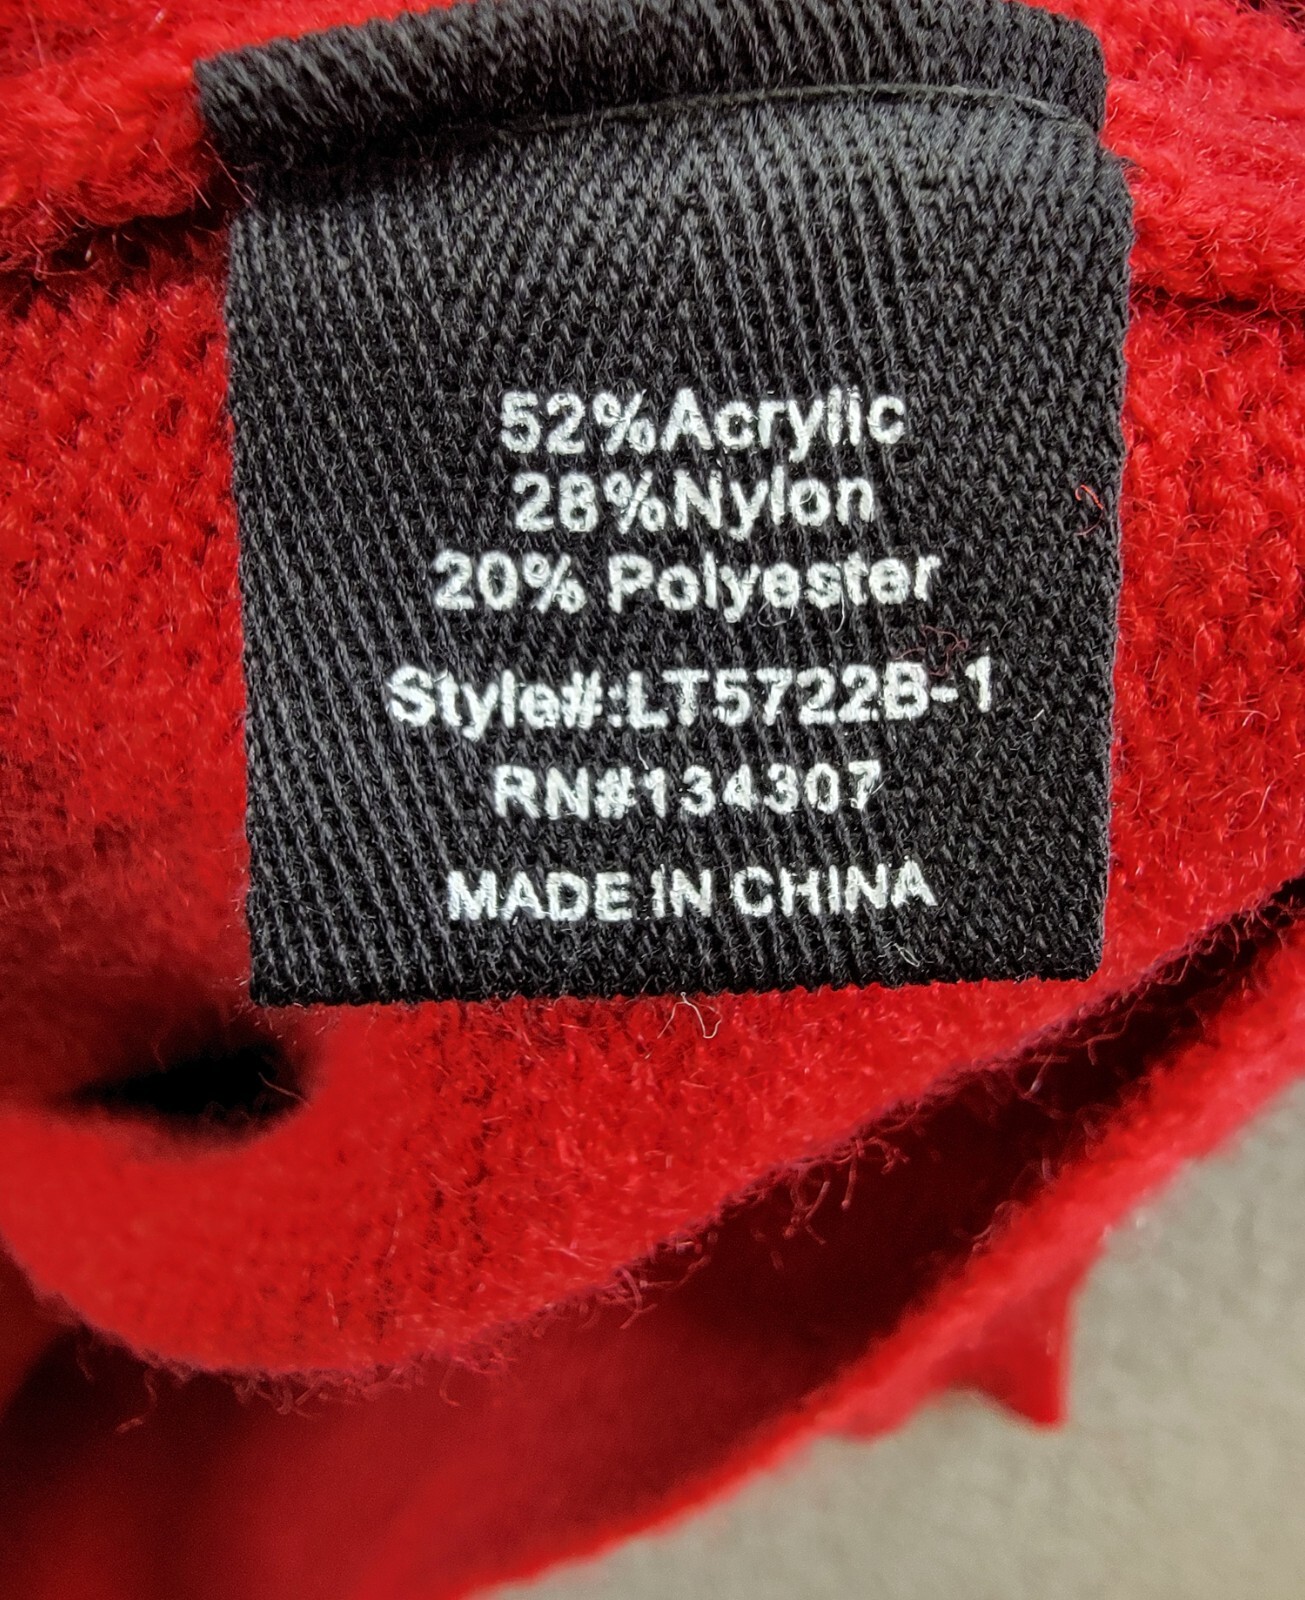 52%Acrylic
28%Nylon
20% Polyester
Style#:LT5722B-1
RN#134307
MADE IN CHINA